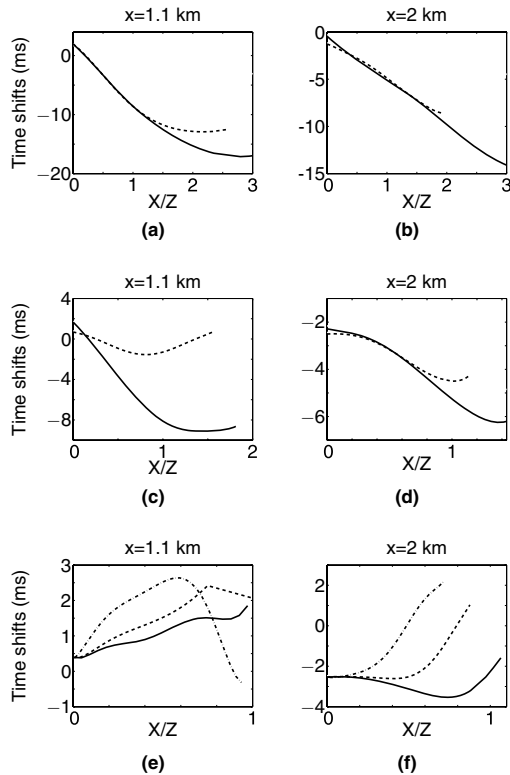 x=1.1 km
x=2 km
Time shifts (ms)
0
−10
−20
0
1
2
3
X/Z
(a)
0
-5
-10
-15
0
1
2
3
X/Z
(b)
x=1.1 km
x=2 km
Time shifts (ms)
4
0
−4
−8
0
1
2
X/Z
(c)
−2
−4
−6
0
1
X/Z
(d)
x=1.1 km
x=2 km
Time shifts (ms)
3
2
1
0
−1
0
1
X/Z
(e)
2
0
−2
−4
0
1
X/Z
(f)